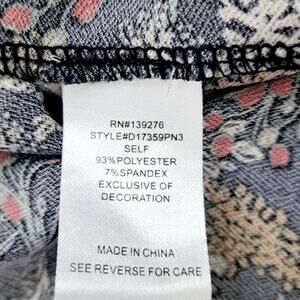 RN#139276
STYLE#D17359PN3
SELF
93%POLYESTER
7%SPANDEX
EXCLUSIVE OF
DECORATION
MADE IN CHINA
SEE REVERSE FOR CARE